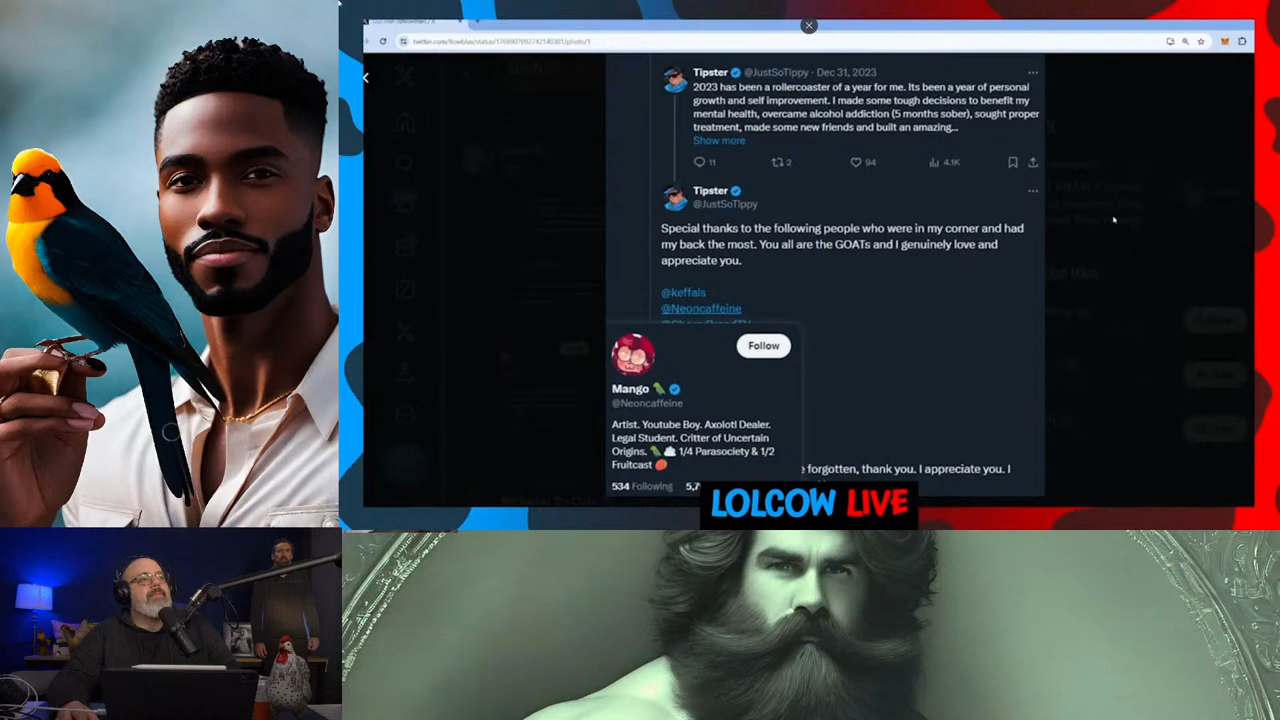 Tipster @JustSoTippy · Dec 31, 2023
2023 has been a rollercoaster of a year for me. Its been a year of personal
growth and self improvement. I made some tough decisions to benefit my
mental health, overcame alcohol addiction (5 months sober), sought proper
treatment, made some new friends and built an amazing...
Show more
11 2 94 4.1K
Tipster
@JustSoTippy
Special thanks to the following people who were in my corner and had
my back the most. You all are the GOATs and I genuinely love and
appreciate you.
@keffals
@Neoncaffeine
Follow
Mango
@Neoncaffeine
Artist. Youtube Boy. Axolotl Dealer.
Legal Student. Critter of Uncertain
Origins. 1/4 Parasociety & 1/2
Fruitcast
forgotten, thank you. I appreciate you. I
534 Following
LOLCOW LIVE